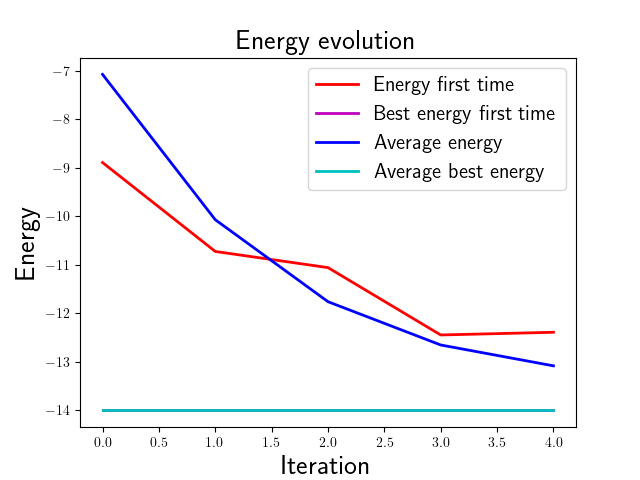 Energy evolution
Energy first time
Best energy first time
Average energy
Average best energy
Energy
−7
−8
−9
−10
−11
−12
−13
−14
0.0 0.5 1.0 1.5 2.0 2.5 3.0 3.5 4.0
Iteration